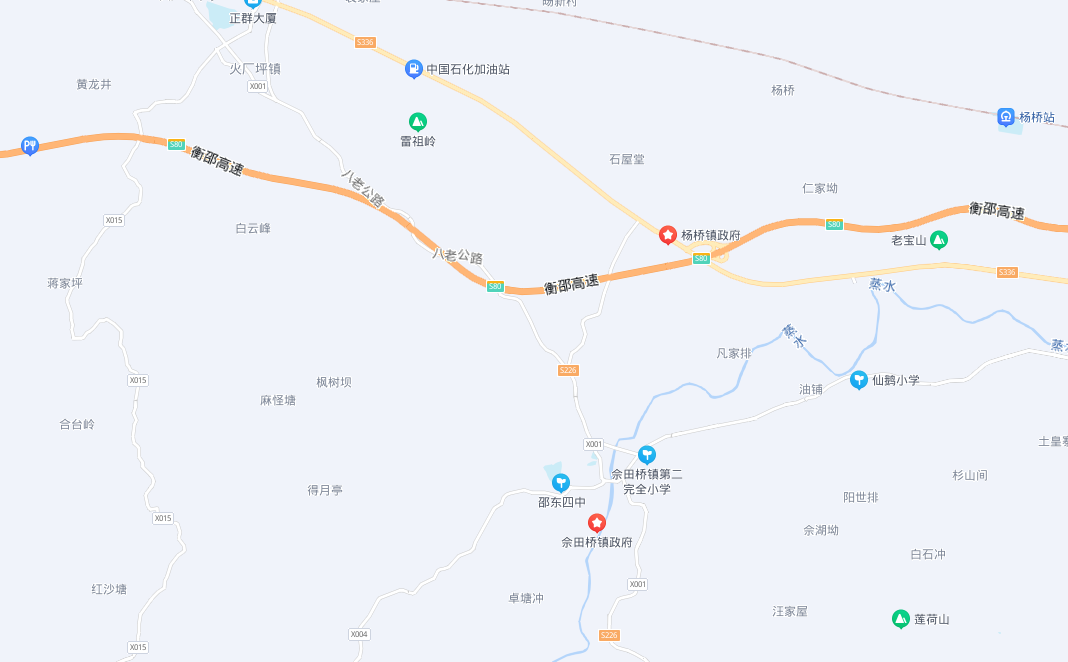 正群大厦
S336
火厂坪镇
中国石化加油站
黄龙井
X001
杨桥
杨桥站
雷祖岭
S80
衡邵高速
石屋堂
八老公路
仁家坳
衡邵高速
X015
白云峰
杨桥镇政府
S80
老宝山
八老公路
S80
S336
蒋家坪
衡邵高速
S80
蒸水
蒸水
凡家排
S226
X015
枫树坝
仙鹅小学
油铺
麻怪塘
合台岭
X001
佘田桥镇第二
完全小学
杉山间
得月亭
邵东四中
阳世排
X015
佘田桥镇政府
佘湖坳
白石冲
红沙塘
卓塘冲
X001
汪家屋
莲荷山
X004
S226
X015